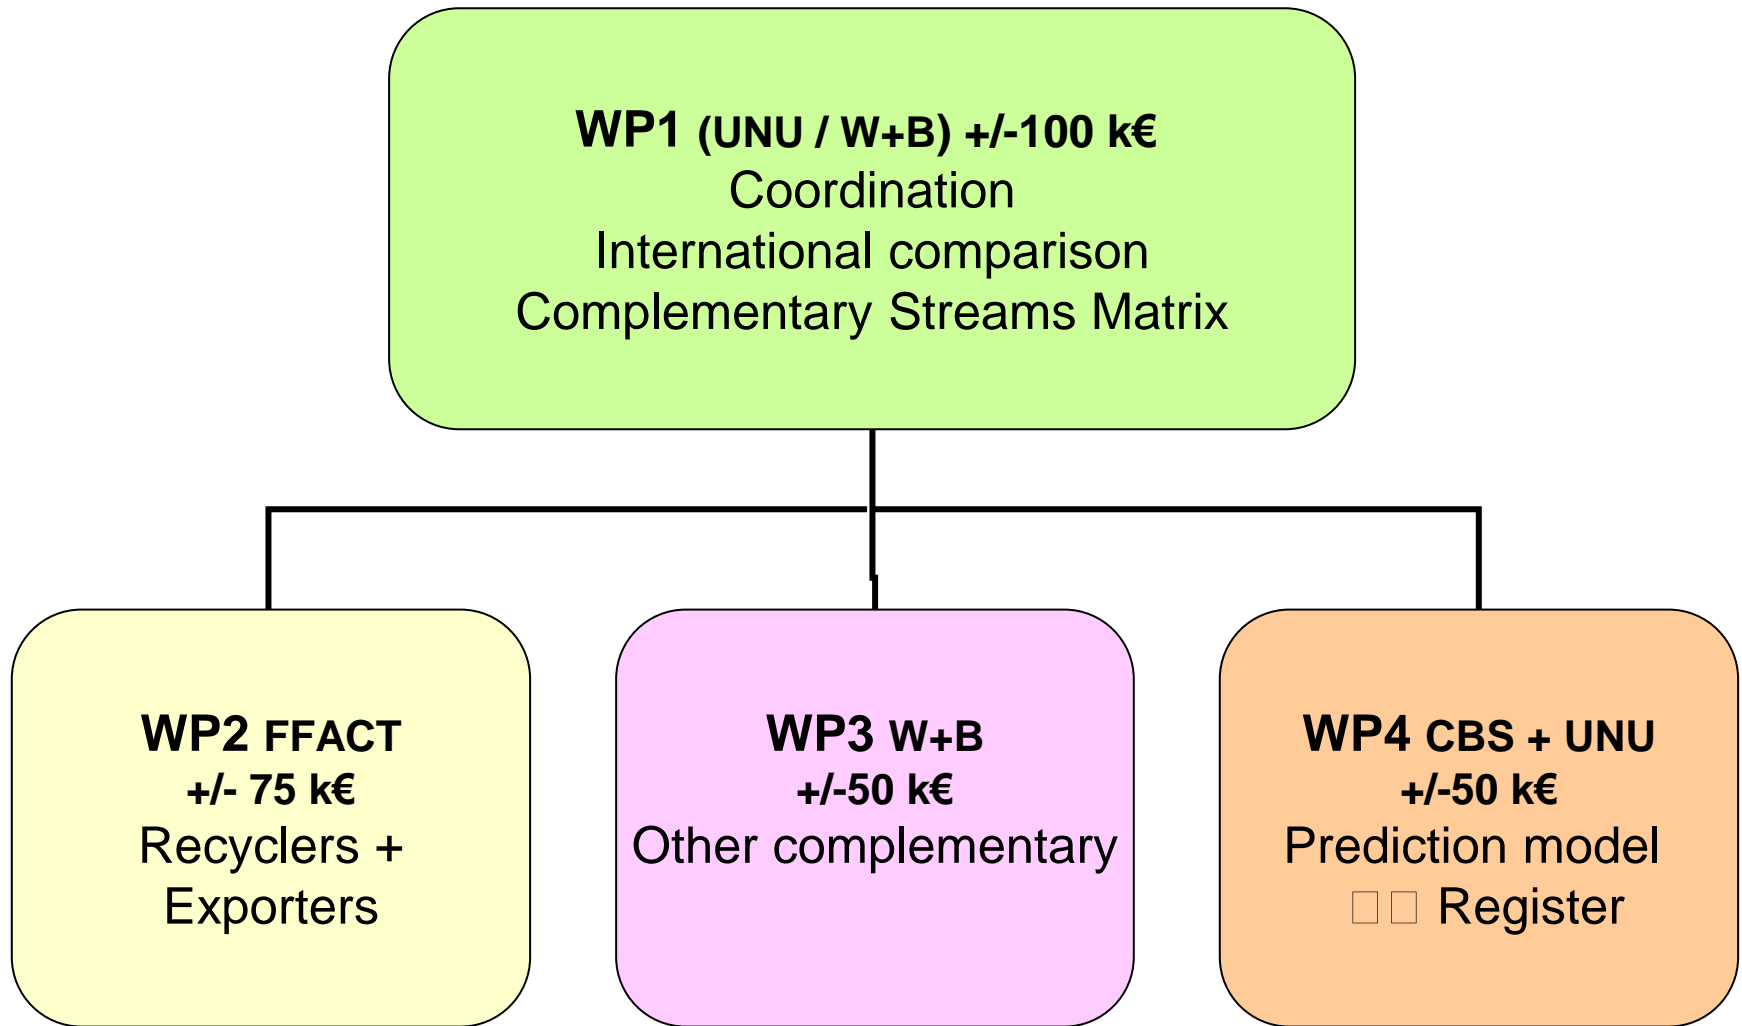 WP1 (UNU / W+B) +/-100 k€
Coordination
International comparison
Complementary Streams Matrix
WP2 FFACT
+/- 75 k€
Recyclers +
Exporters
WP3 W+B
+/-50 k€
Other complementary
WP4 CBS + UNU
+/-50 k€
Prediction model
□□ Register